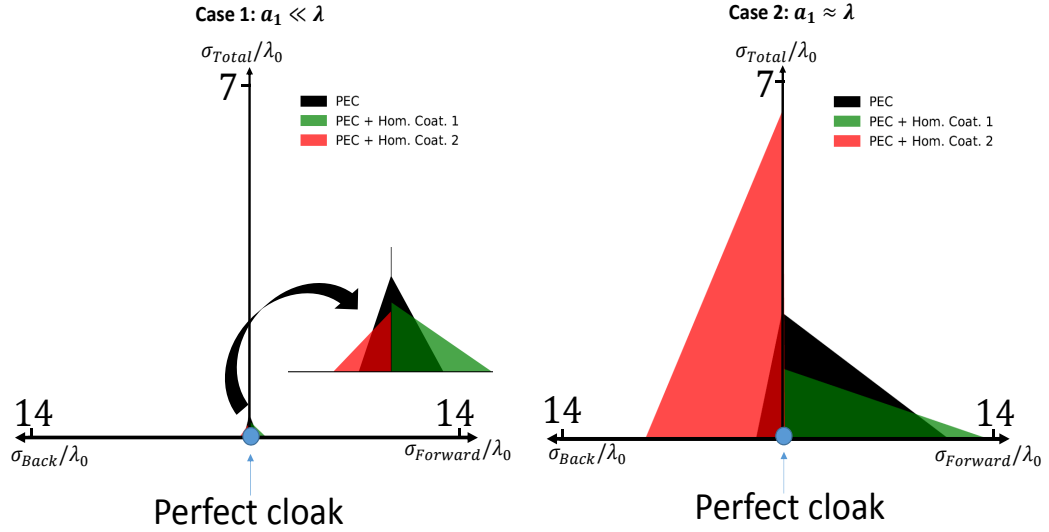 Case 1: a₁ ≪ λ
σ_Total/λ₀
7
PEC
PEC + Hom. Coat. 1
PEC + Hom. Coat. 2
14
14
σ_Back/λ₀
σ_Forward/λ₀
Perfect cloak
Case 2: a₁ ≈ λ
σ_Total/λ₀
7
PEC
PEC + Hom. Coat. 1
PEC + Hom. Coat. 2
14
14
σ_Back/λ₀
σ_Forward/λ₀
Perfect cloak